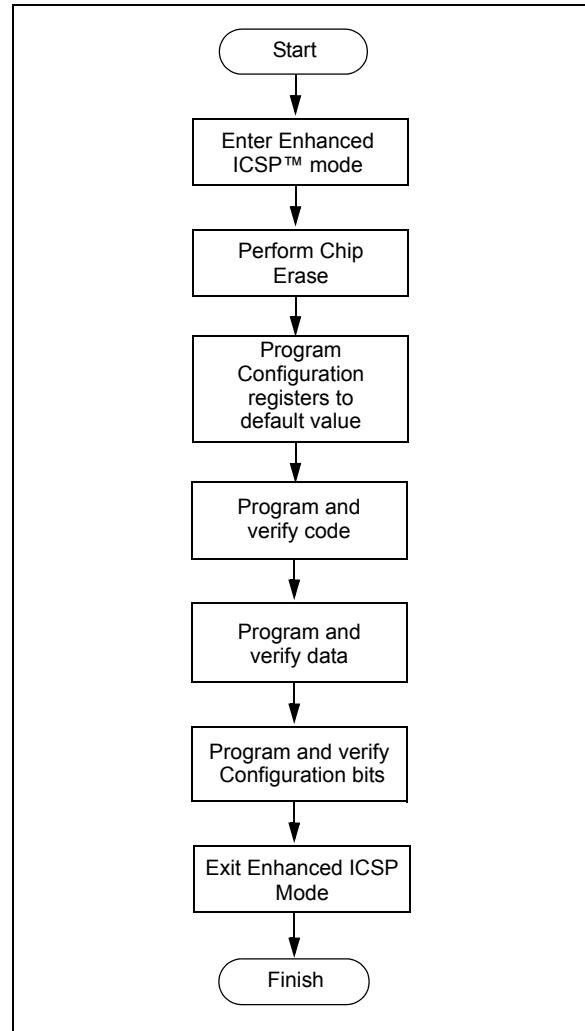 Start
Enter Enhanced
ICSP™ mode
Perform Chip
Erase
Program
Configuration
registers to
default value
Program and
verify code
Program and
verify data
Program and verify
Configuration bits
Exit Enhanced ICSP
Mode
Finish